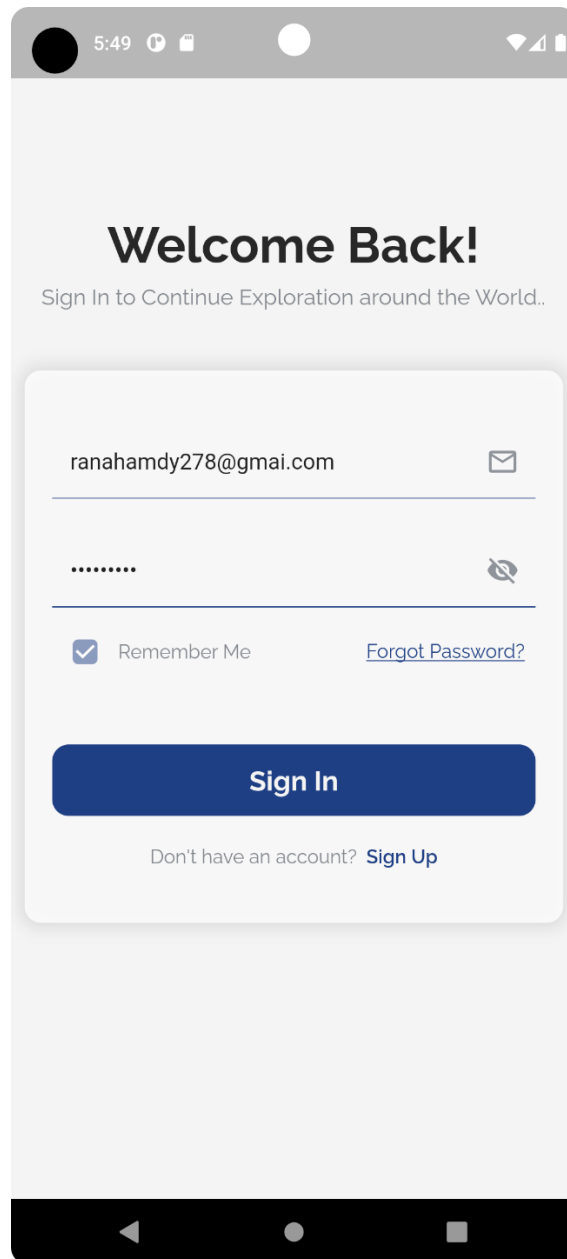 5:49
Welcome Back!
Sign In to Continue Exploration around the World..
ranahamdy278@gmai.com
•••••••••
Remember Me
Forgot Password?
Sign In
Don't have an account? Sign Up